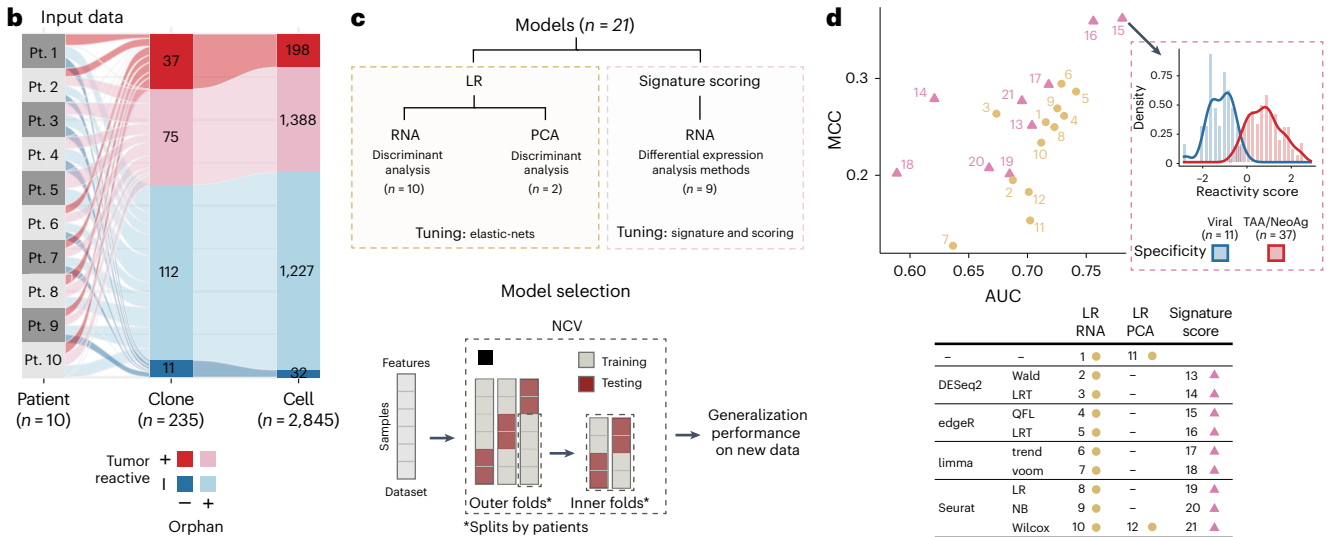 b Input data
Pt. 1
Pt. 2
Pt. 3
Pt. 4
Pt. 5
Pt. 6
Pt. 7
Pt. 8
Pt. 9
Pt. 10
37
75
112
11
198
1,388
1,227
32
Patient
(n = 10)
Clone
(n = 235)
Cell
(n = 2,845)
Tumor
reactive
+
–
– +
Orphan
c
Models (n = 21)
LR
RNA
Discriminant
analysis
(n = 10)
PCA
Discriminant
analysis
(n = 2)
Tuning: elastic-nets
Signature scoring
RNA
Differential expression
analysis methods
(n = 9)
Tuning: signature and scoring
Model selection
NCV
Features
Samples
Dataset
Training
Testing
Outer folds*
Inner folds*
*Splits by patients
Generalization
performance
on new data
d
MCC
0.3
0.2
0.60 0.65 0.70 0.75
AUC
16
15
17
6
5
14
21
9
3
1
4
13
8
10
18
20
19
2
12
11
7
Density
0.75
0.50
0.25
0
–2 0 2
Reactivity score
Viral
(n = 11)
TAA/NeoAg
(n = 37)
Specificity
LR
RNA
LR
PCA
Signature
score
– – 1 11
DESeq2 Wald 2 – 13
LRT 3 – 14
edgeR QFL 4 – 15
LRT 5 – 16
limma trend 6 – 17
voom 7 – 18
Seurat LR 8 – 19
NB 9 – 20
Wilcox 10 12 21